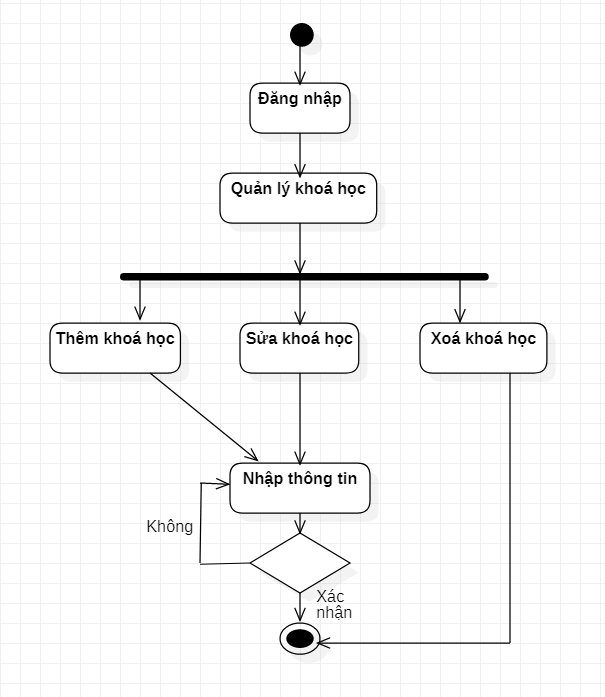 Đăng nhập
Quản lý khoá học
Thêm khoá học
Sửa khoá học
Xoá khoá học
Nhập thông tin
Không
Xác
nhận